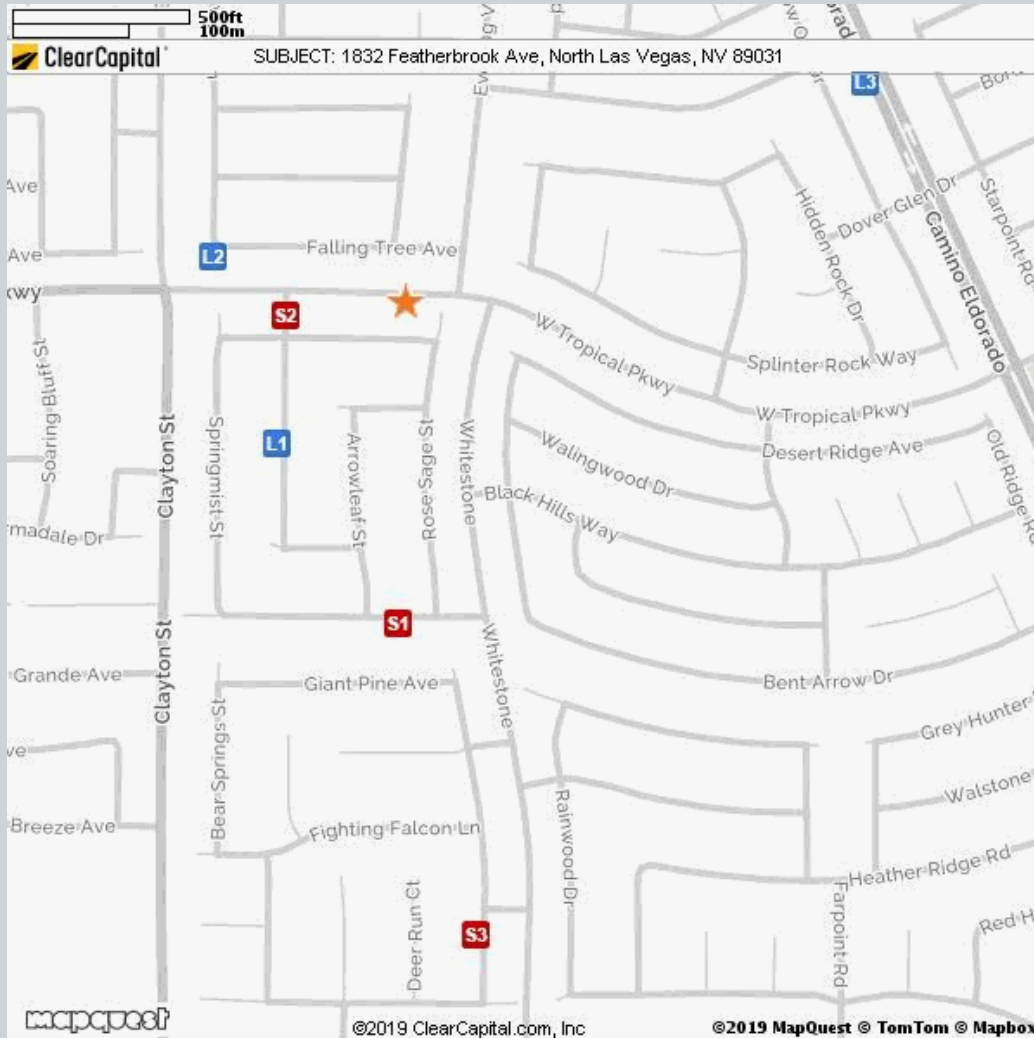 500ft
100m
ClearCapital
SUBJECT: 1832 Featherbrook Ave, North Las Vegas, NV 89031
L3
Ave
Dover Glen Dr
Starpoint Rd
Hidden Rock Dr
Camino Eldorado
Ave
L2
Falling Tree Ave
S2
W Tropical Pkwy
Splinter Rock Way
W Tropical Pkwy
Soaring Bluff St
Clayton St
Springmist St
L1
Arrowleaf St
Rose Sage St
Whitestone
Walingwood Dr
Desert Ridge Ave
Old Ridge Rd
Black Hills Way
rmadale Dr
S1
Clayton St
Whitestone
Grande Ave
Giant Pine Ave
Bent Arrow Dr
Bear Springs St
Grey Hunter
Walstone
Breeze Ave
Fighting Falcon Ln
Rainwood Dr
Heather Ridge Rd
Deer Run Ct
S3
Farpoint Rd
Red H
mapquest
©2019 ClearCapital.com, Inc
©2019 MapQuest © TomTom © Mapbox